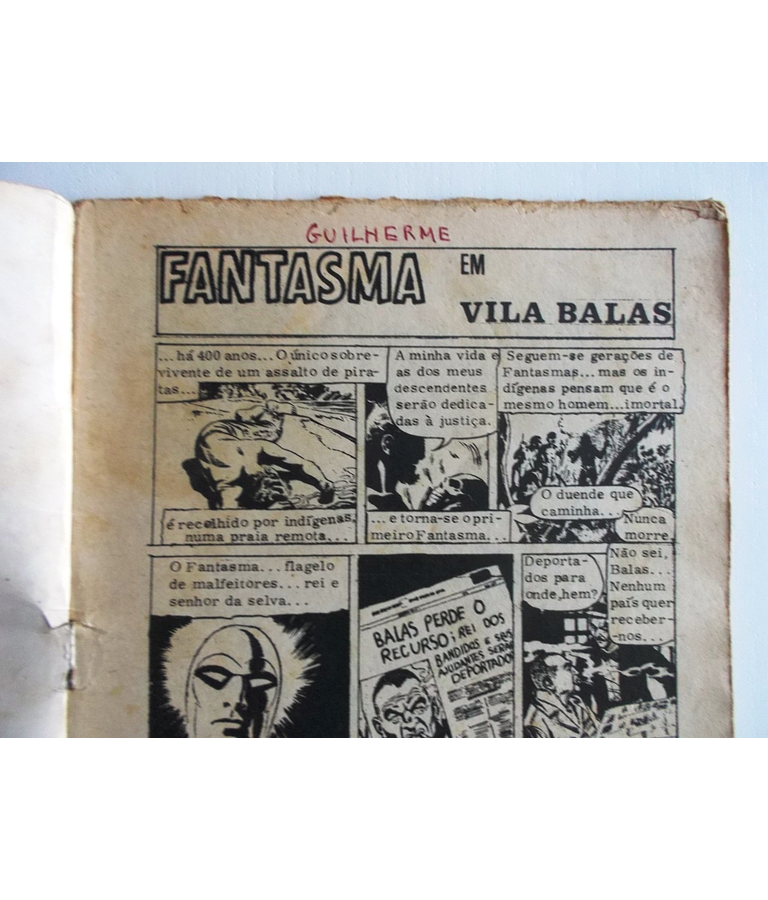 GUILHERME
FANTASMA EM
VILA BALAS
... há 400 anos... O único sobre-
vivente de um assalto de pira-
tas...
é recolhido por indígenas,
numa praia remota...
A minha vida e
as dos meus
descendentes
serão dedica-
das à justiça.
... e torna-se o pri-
meiro Fantasma...
Seguem-se gerações de
Fantasmas... mas os in-
dígenas pensam que é o
mesmo homem... imortal.
O duende que
caminha...
Nunca
morre.
O Fantasma... flagelo
de malfeitores... rei e
senhor da selva...
BALAS PERDE O
RECURSO; REI DOS
BANDIDOS E SEUS
AJUDANTES SERÃO
DEPORTADOS
Deporta-
dos para
onde, hem?
Não sei,
Balas...
Nenhum
país quer
receber-
-nos...